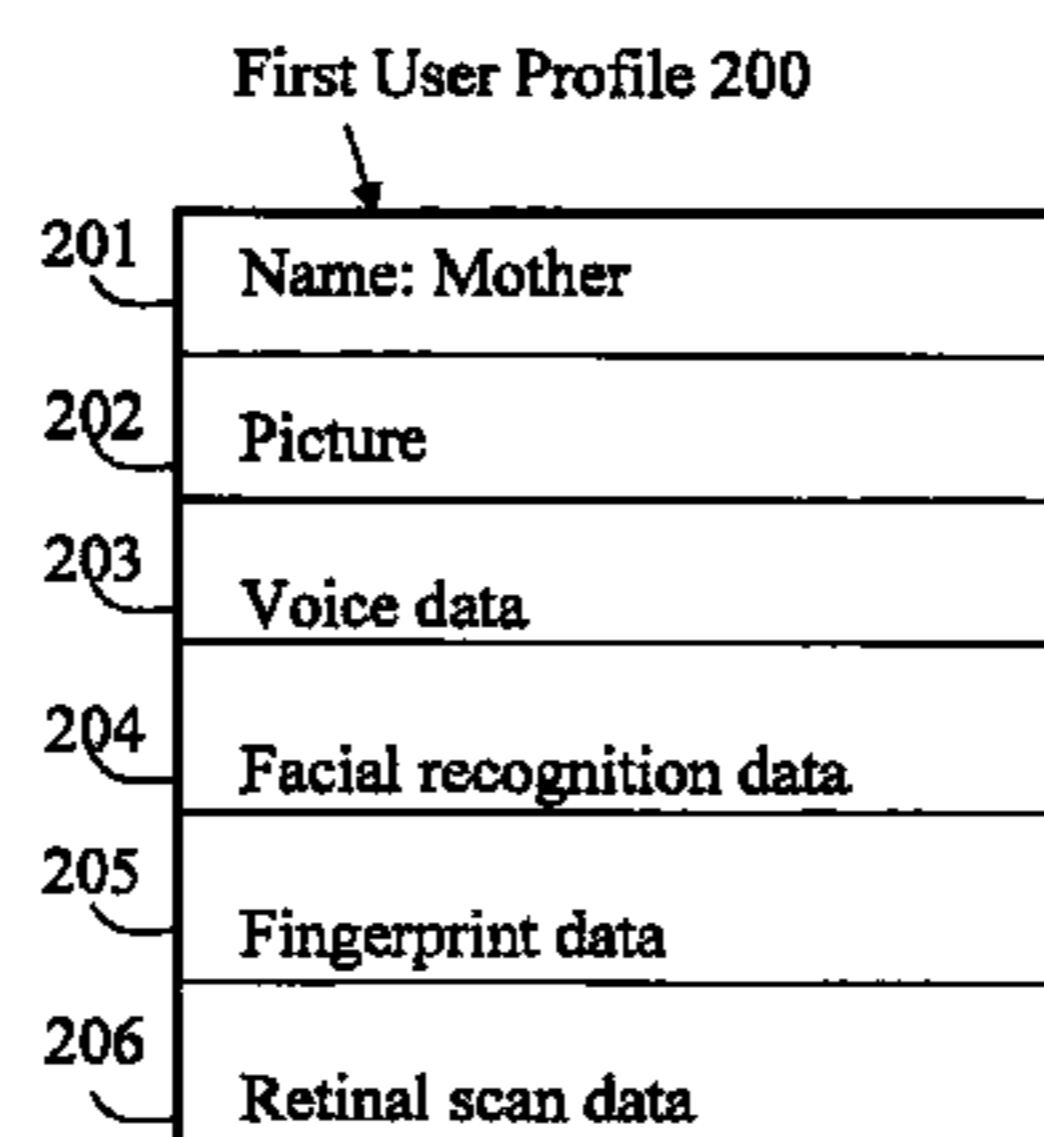 First User Profile 200
201
Name: Mother
202
Picture
203
Voice data
204
Facial recognition data
205
Fingerprint data
206
Retinal scan data